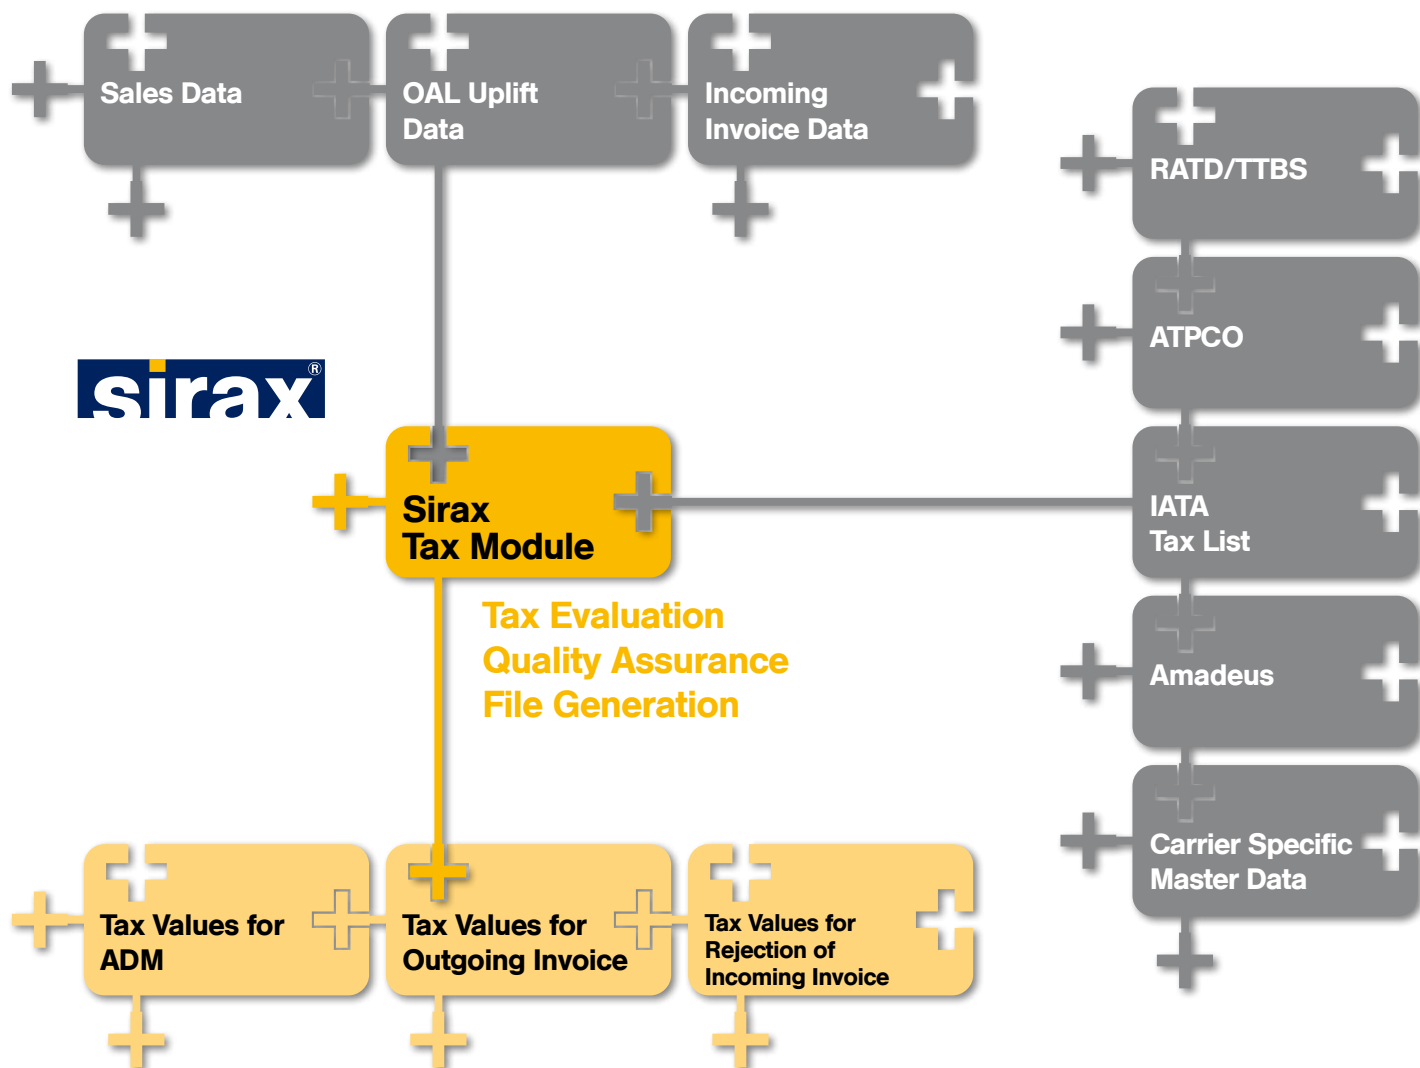 Sales Data
OAL Uplift
Data
Incoming
Invoice Data
RATD/TTBS
ATPCO
sirax®
Sirax
Tax Module
IATA
Tax List
Tax Evaluation
Quality Assurance
File Generation
Amadeus
Carrier Specific
Master Data
Tax Values for
ADM
Tax Values for
Outgoing Invoice
Tax Values for
Rejection of
Incoming Invoice